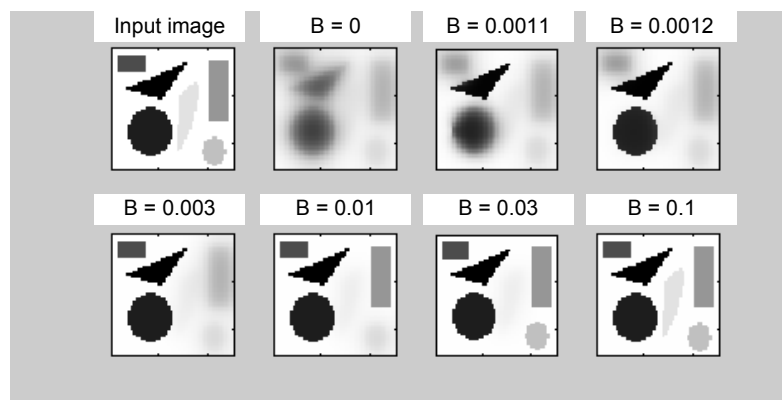 Input image
B = 0
B = 0.0011
B = 0.0012
B = 0.003
B = 0.01
B = 0.03
B = 0.1